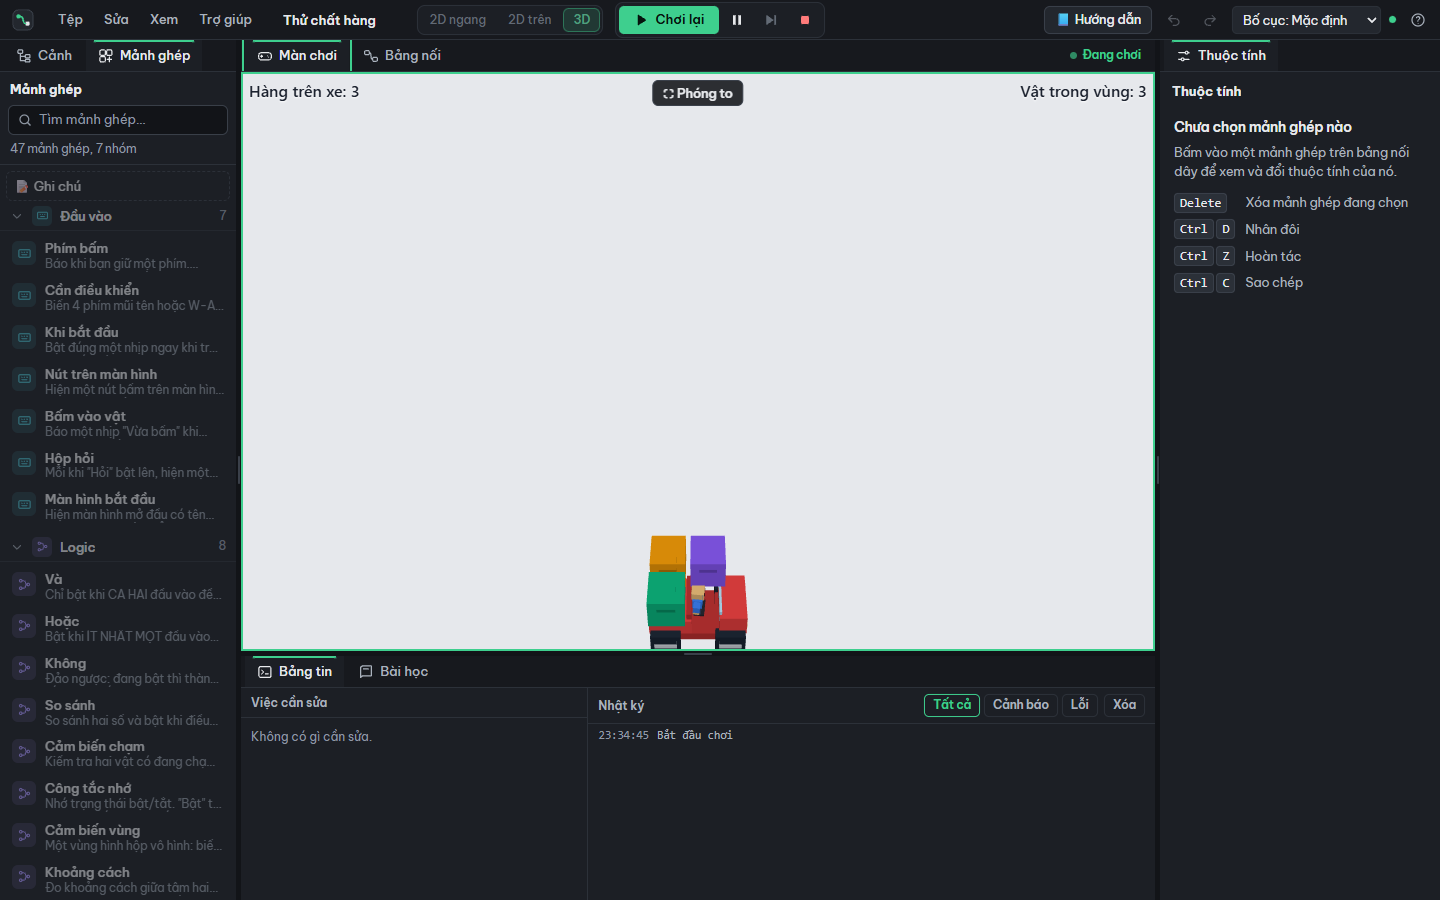 Tệp Sửa Xem Trợ giúp Thử chất hàng 2D ngang 2D trên 3D Chơi lại Hướng dẫn Bố cục: Mặc định
Cảnh Mảnh ghép Màn chơi Bảng nối Đang chơi Thuộc tính
Mảnh ghép
Tìm mảnh ghép...
47 mảnh ghép, 7 nhóm
Ghi chú
Đầu vào 7
Phím bấm
Báo khi bạn giữ một phím....
Cần điều khiển
Biến 4 phím mũi tên hoặc W-A...
Khi bắt đầu
Bật đúng một nhịp ngay khi tr...
Nút trên màn hình
Hiện một nút bấm trên màn hìn...
Bấm vào vật
Báo một nhịp "Vừa bấm" khi...
Hộp hỏi
Mỗi khi "Hỏi" bật lên, hiện một...
Màn hình bắt đầu
Hiện màn hình mở đầu có tên...
Logic 8
Và
Chỉ bật khi CẢ HAI đầu vào đề...
Hoặc
Bật khi ÍT NHẤT MỘT đầu vào...
Không
Đảo ngược: đang bật thì thàn...
So sánh
So sánh hai số và bật khi điều...
Cảm biến chạm
Kiểm tra hai vật có đang chạ...
Công tắc nhớ
Nhớ trạng thái bật/tắt. "Bật" t...
Cảm biến vùng
Một vùng hình hộp vô hình: biế...
Khoảng cách
Đo khoảng cách giữa tâm hai...
Hàng trên xe: 3
Phóng to
Vật trong vùng: 3
Bảng tin Bài học
Việc cần sửa
Không có gì cần sửa.
Nhật ký Tất cả Cảnh báo Lỗi Xóa
23:34:45 Bắt đầu chơi
Thuộc tính
Chưa chọn mảnh ghép nào
Bấm vào một mảnh ghép trên bảng nối
dây để xem và đổi thuộc tính của nó.
Delete Xóa mảnh ghép đang chọn
Ctrl D Nhân đôi
Ctrl Z Hoàn tác
Ctrl C Sao chép